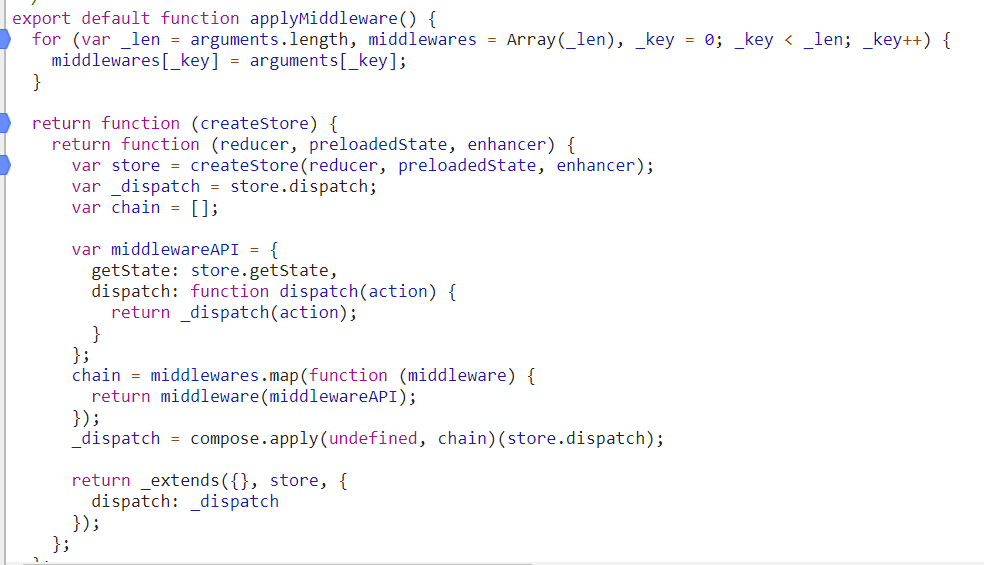 export default function applyMiddleware() {
  for (var _len = arguments.length, middlewares = Array(_len), _key = 0; _key < _len; _key++) {
    middlewares[_key] = arguments[_key];
  }

  return function (createStore) {
    return function (reducer, preloadedState, enhancer) {
      var store = createStore(reducer, preloadedState, enhancer);
      var _dispatch = store.dispatch;
      var chain = [];

      var middlewareAPI = {
        getState: store.getState,
        dispatch: function dispatch(action) {
          return _dispatch(action);
        }
      };
      chain = middlewares.map(function (middleware) {
        return middleware(middlewareAPI);
      });
      _dispatch = compose.apply(undefined, chain)(store.dispatch);

      return _extends({}, store, {
        dispatch: _dispatch
      });
    };